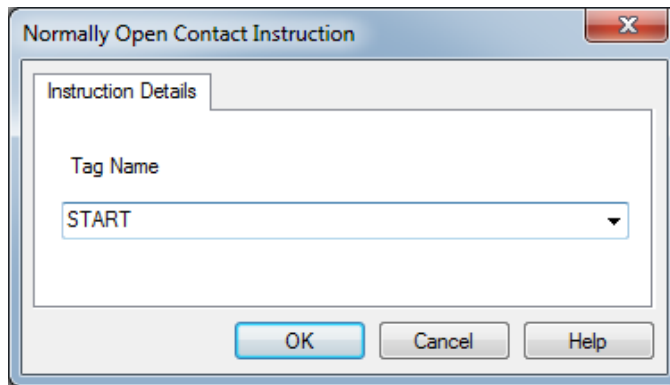 Normally Open Contact Instruction
Instruction Details
Tag Name
START
OK Cancel Help